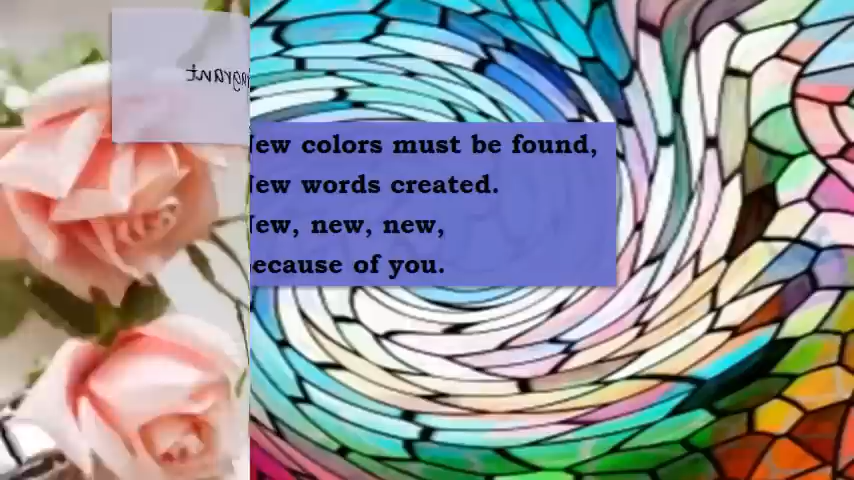 ew colors must be found,
ew words created.
ew, new, new,
ecause of you.